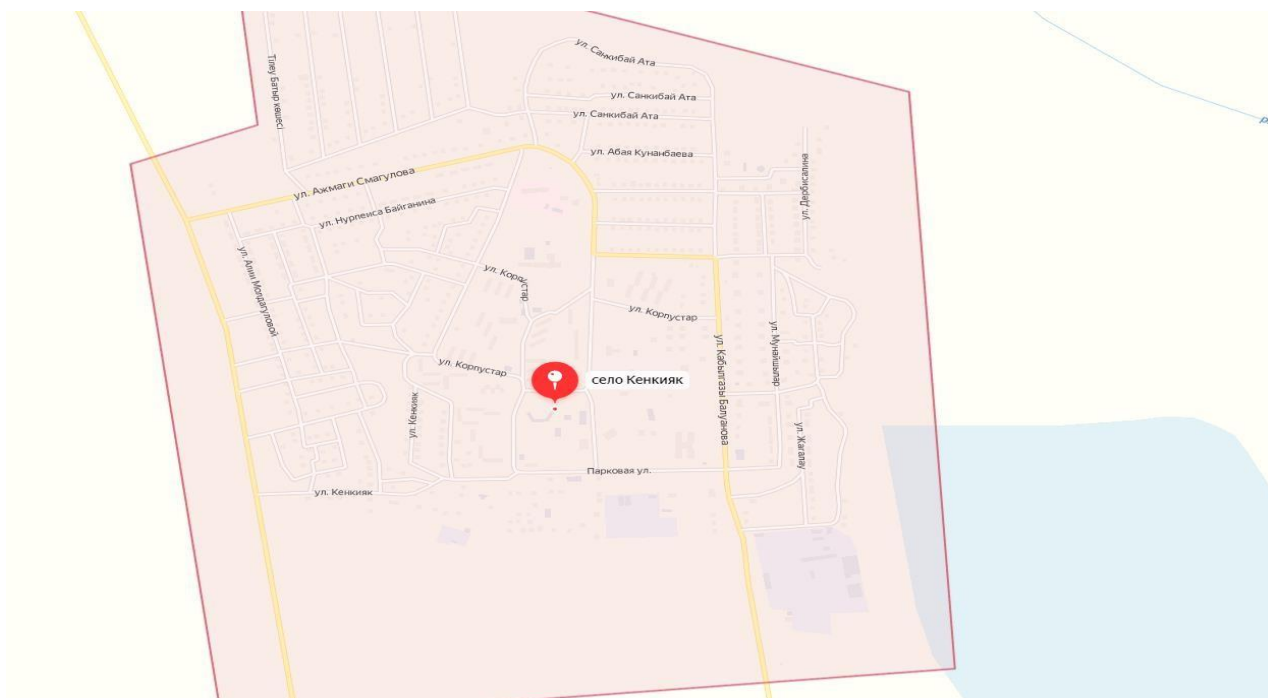 ул. Санкибай Ата
Тілеу Батыр көшесі
ул. Санкибай Ата
ул. Санкибай Ата
ул. Абая Кунанбаева
ул. Ажмаги Смагулова
ул. Дербисалина
ул. Нурпеиса Байганина
ул. Алии Молдагуловой
ул. Корпустар
ул. Корпустар
ул. Мунайшылар
ул. Кабылгазы Балуанова
ул. Корпустар
село Кенкияк
ул. Кенкияк
ул. Жагалау
Парковая ул.
ул. Кенкияк